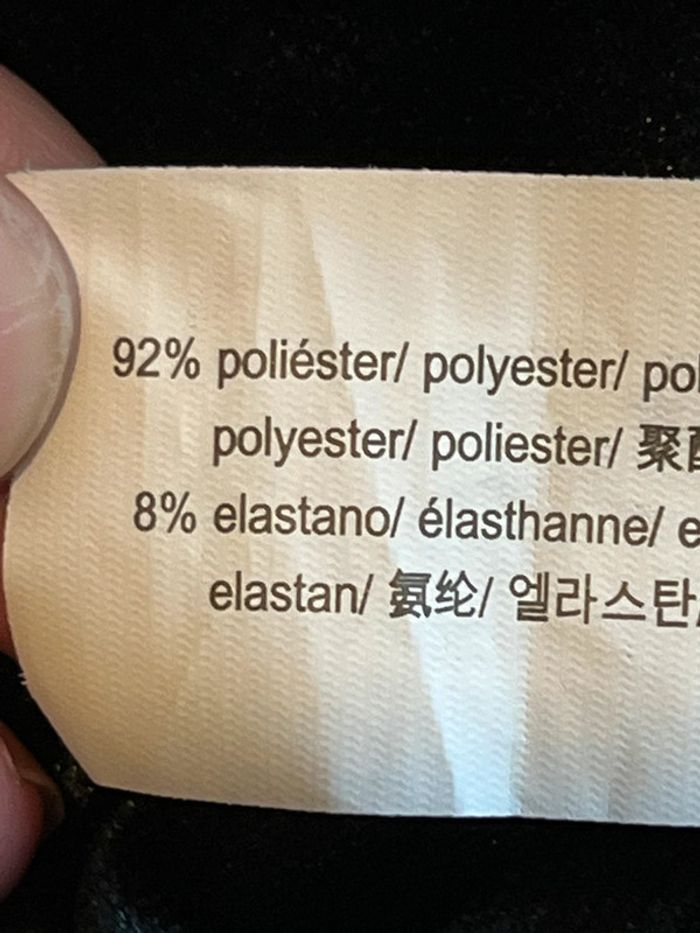 92% poliéster/ polyester/
polyester/ poliester/ 聚
8% elastano/ élasthanne/
elastan/ 氨纶/ 엘라스탄/